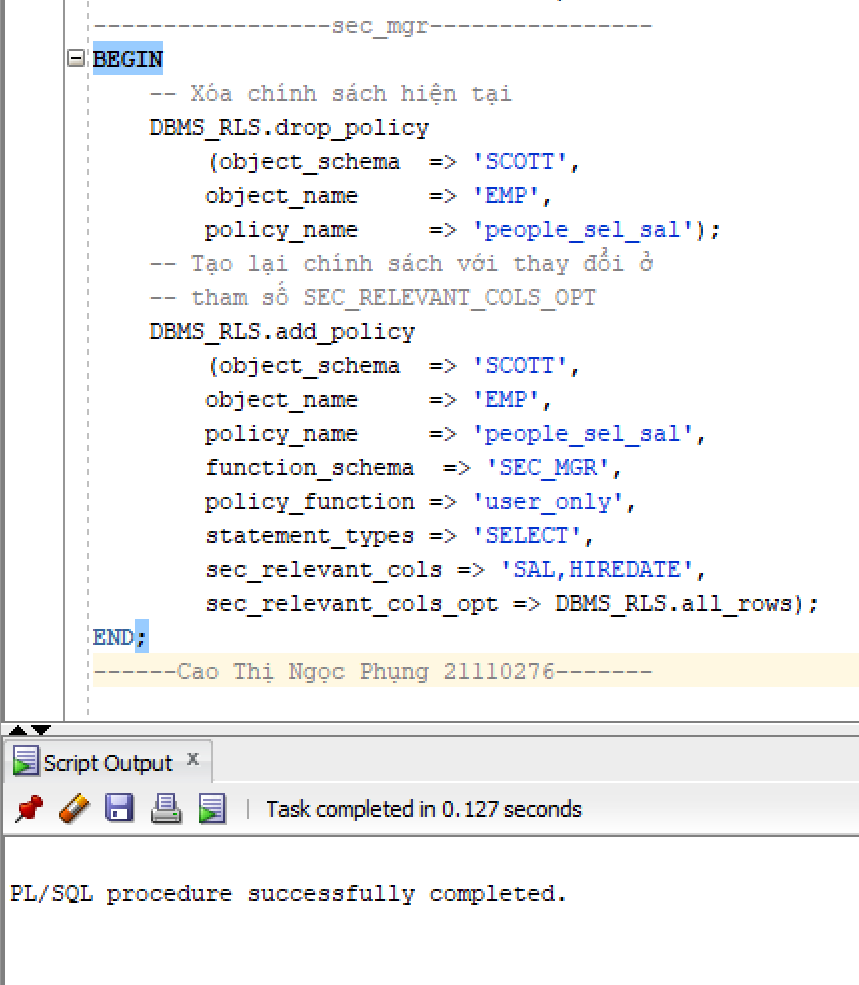 -----------------sec_mgr----------------
BEGIN
-- Xóa chính sách hiện tại
DBMS_RLS.drop_policy
(object_schema => 'SCOTT',
object_name => 'EMP',
policy_name => 'people_sel_sal');
-- Tạo lại chính sách với thay đổi ở
-- tham số SEC_RELEVANT_COLS_OPT
DBMS_RLS.add_policy
(object_schema => 'SCOTT',
object_name => 'EMP',
policy_name => 'people_sel_sal',
function_schema => 'SEC_MGR',
policy_function => 'user_only',
statement_types => 'SELECT',
sec_relevant_cols => 'SAL,HIREDATE',
sec_relevant_cols_opt => DBMS_RLS.all_rows);
END;
------Cao Thị Ngọc Phụng 21110276-------
Script Output x
Task completed in 0.127 seconds
PL/SQL procedure successfully completed.